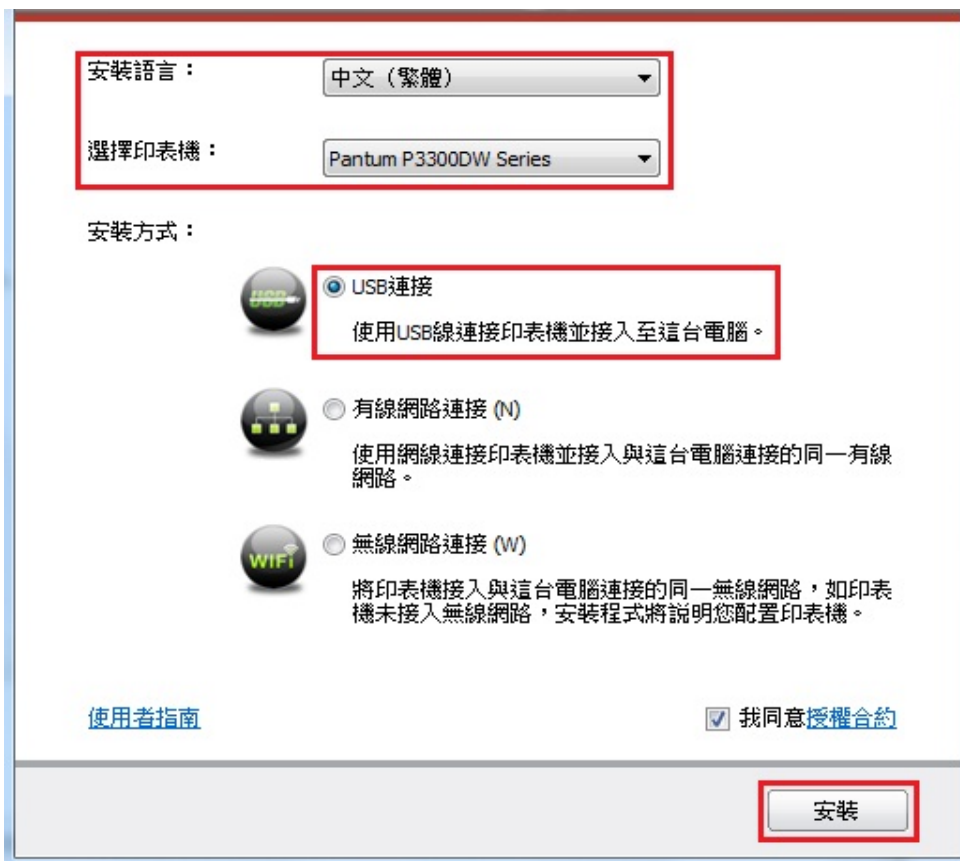 安裝語言：
中文（繁體）
選擇印表機：
Pantum P3300DW Series
安裝方式：
USB
USB連接
使用USB線連接印表機並接入至這台電腦。
有線網路連接 (N)
使用網線連接印表機並接入與這台電腦連接的同一有線
網路。
WiFi
無線網路連接 (W)
將印表機接入與這台電腦連接的同一無線網路，如印表
機未接入無線網路，安裝程式將説明您配置印表機。
使用者指南
我同意授權合約
安裝